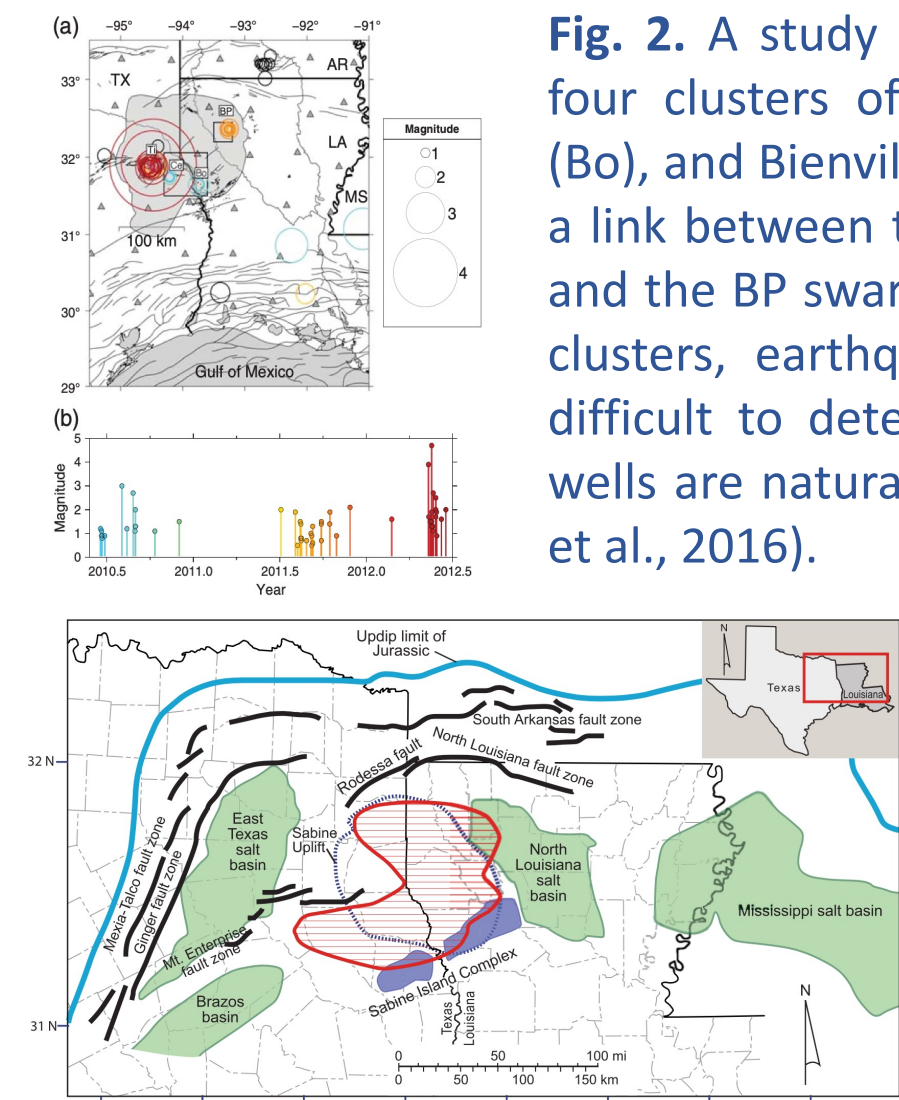 (a)
−95° −94° −93° −92° −91°
33°
32°
31°
30°
29°
TX
AR
LA
MS
BP
Ti
Ce
Bo
100 km
Gulf of Mexico
Magnitude
1
2
3
4
(b)
Magnitude
5
4
3
2
1
0
2010.5 2011.0 2011.5 2012.0 2012.5
Year
Fig. 2. A study
four clusters of
(Bo), and Bienvil
a link between t
and the BP swar
clusters, earthq
difficult to dete
wells are natura
et al., 2016).
Updip limit of
Jurassic
N
Texas
Louisiana
South Arkansas fault zone
32 N
Rodessa fault
North Louisiana fault zone
East
Texas
salt
basin
Sabine
Uplift
North
Louisiana
salt
basin
Mississippi salt basin
Mexia-Talco fault zone
Ginger fault zone
Mt. Enterprise
fault zone
Brazos
basin
Sabine Island Complex
Texas
Louisiana
31 N
N
0 50 100 mi
0 50 100 150 km